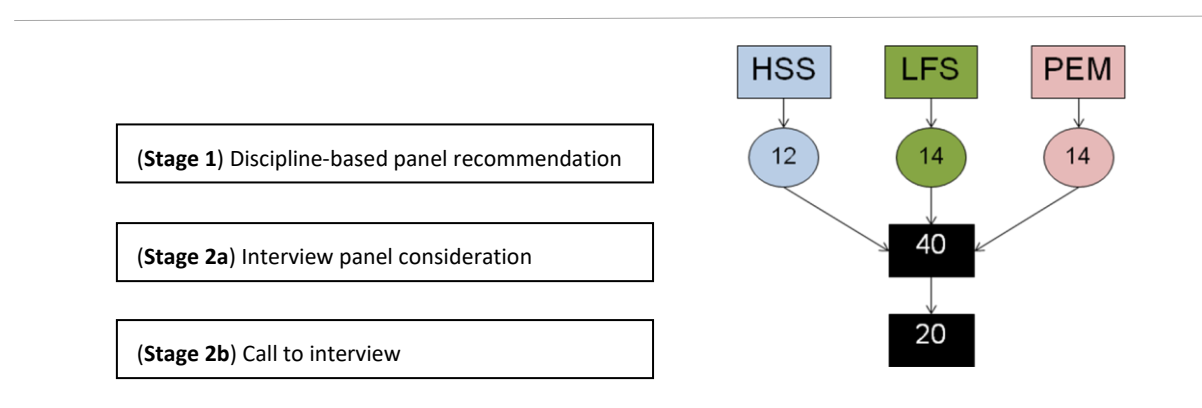 HSS LFS PEM
(Stage 1) Discipline-based panel recommendation
12 14 14
(Stage 2a) Interview panel consideration
40
(Stage 2b) Call to interview
20